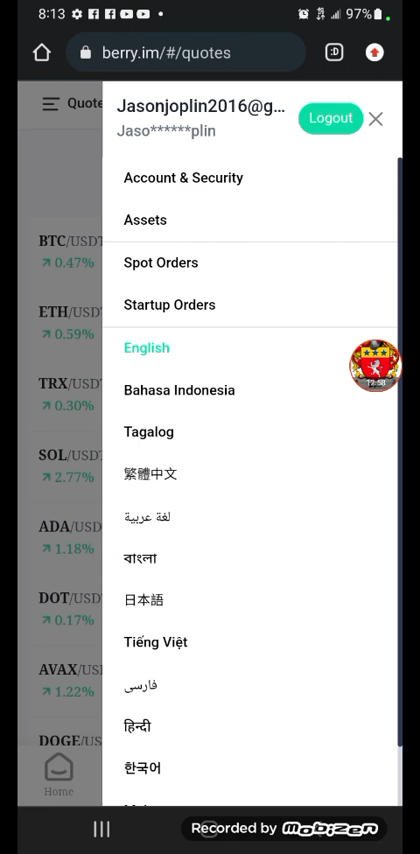 8:13 97%
berry.im/#/quotes :D
Quote
Jasonjoplin2016@g...
Logout
Jaso******plin
Account & Security
Assets
BTC/USDT
0.47%
Spot Orders
Startup Orders
ETH/USD
0.59%
English
12:58
TRX/USD
0.30%
Bahasa Indonesia
Tagalog
SOL/USD
2.77%
繁體中文
لغة عربية
ADA/USD
1.18%
বাংলা
日本語
DOT/USD
0.17%
Tiếng Việt
AVAX/US
1.22%
فارسی
हिन्दी
DOGE/US
한국어
Home
Recorded by mobizen